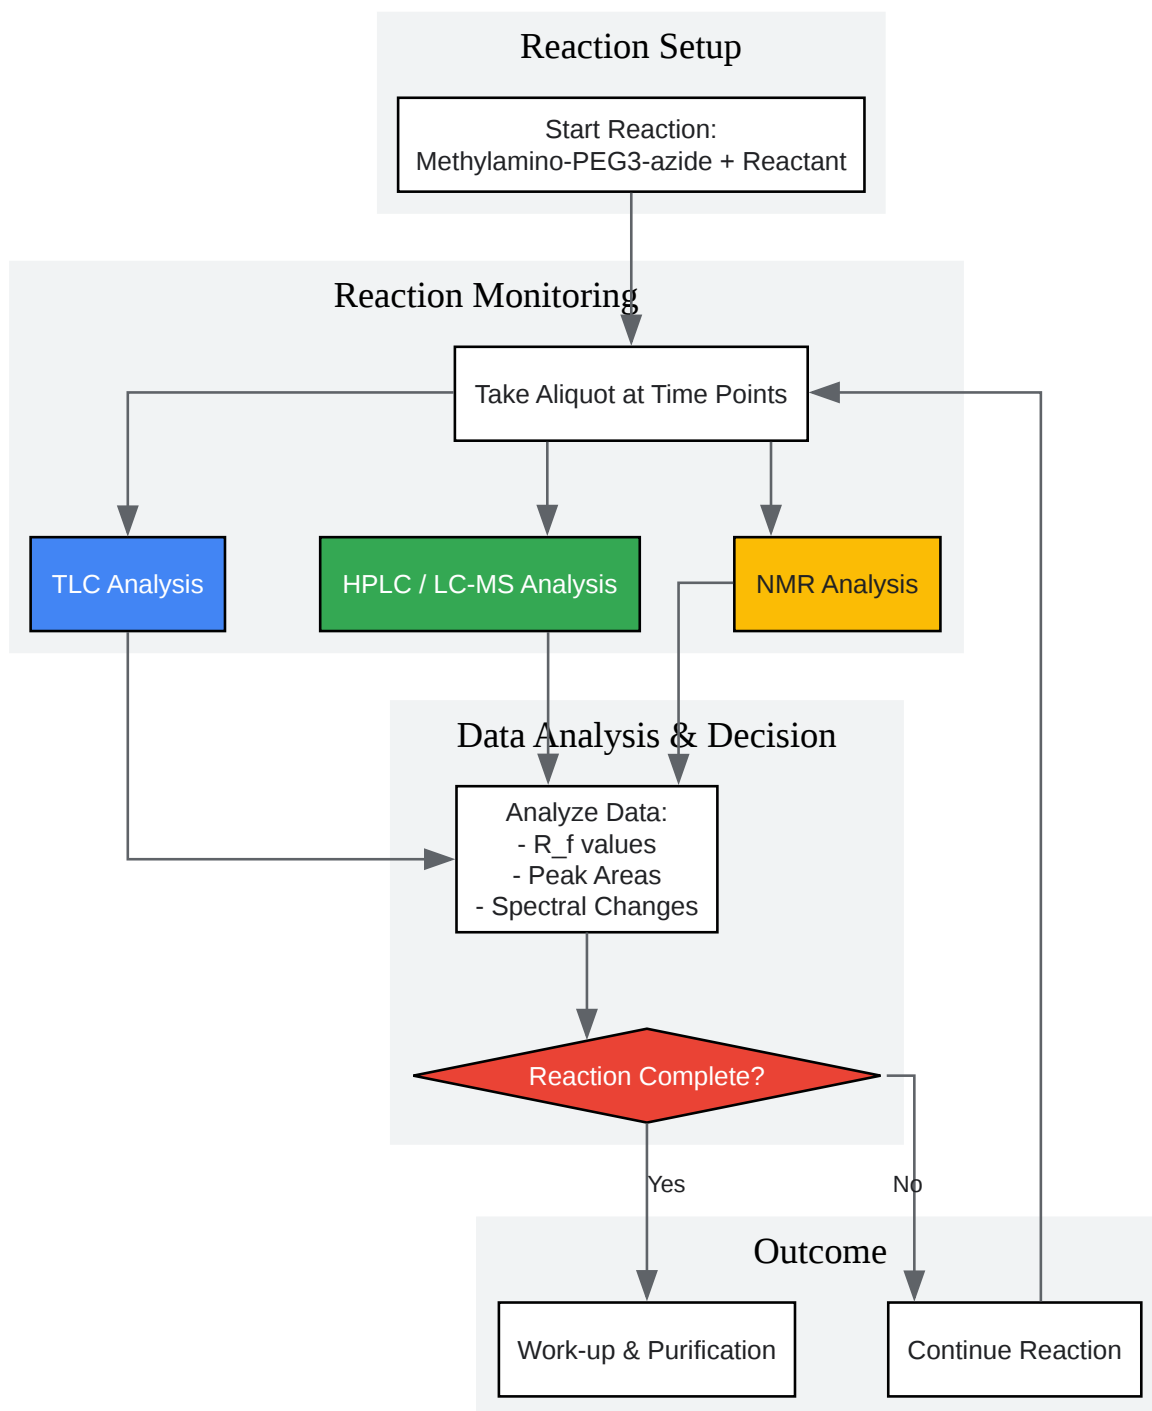 Reaction Setup
Start Reaction:
Methylamino-PEG3-azide + Reactant
Reaction Monitoring
Take Aliquot at Time Points
TLC Analysis
HPLC / LC-MS Analysis
NMR Analysis
Data Analysis & Decision
Analyze Data:
- R_f values
- Peak Areas
- Spectral Changes
Reaction Complete?
Yes
No
Outcome
Work-up & Purification
Continue Reaction